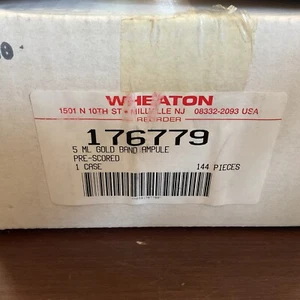 WHEATON
1501 N 10TH ST • MILLVILLE NJ 08332-2093 USA
REORDER
176779
5 ML GOLD BAND AMPULE
PRE-SCORED
1 CASE 144 PIECES